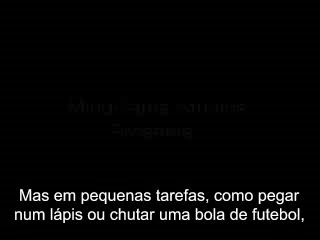 Mas em pequenas tarefas, como pegar
num lápis ou chutar uma bola de futebol,